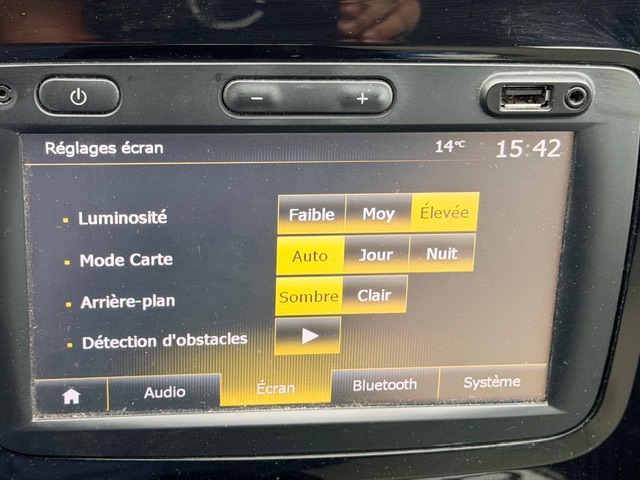 Réglages écran 14°C 15:42
Luminosité Faible Moy Élevée
Mode Carte Auto Jour Nuit
Arrière-plan Sombre Clair
Détection d'obstacles
Audio Écran Bluetooth Système